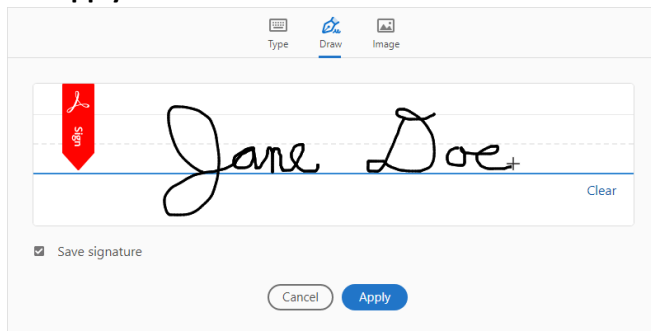 Type Draw Image
Sign
Jane Doe
Clear
Save signature
Cancel Apply